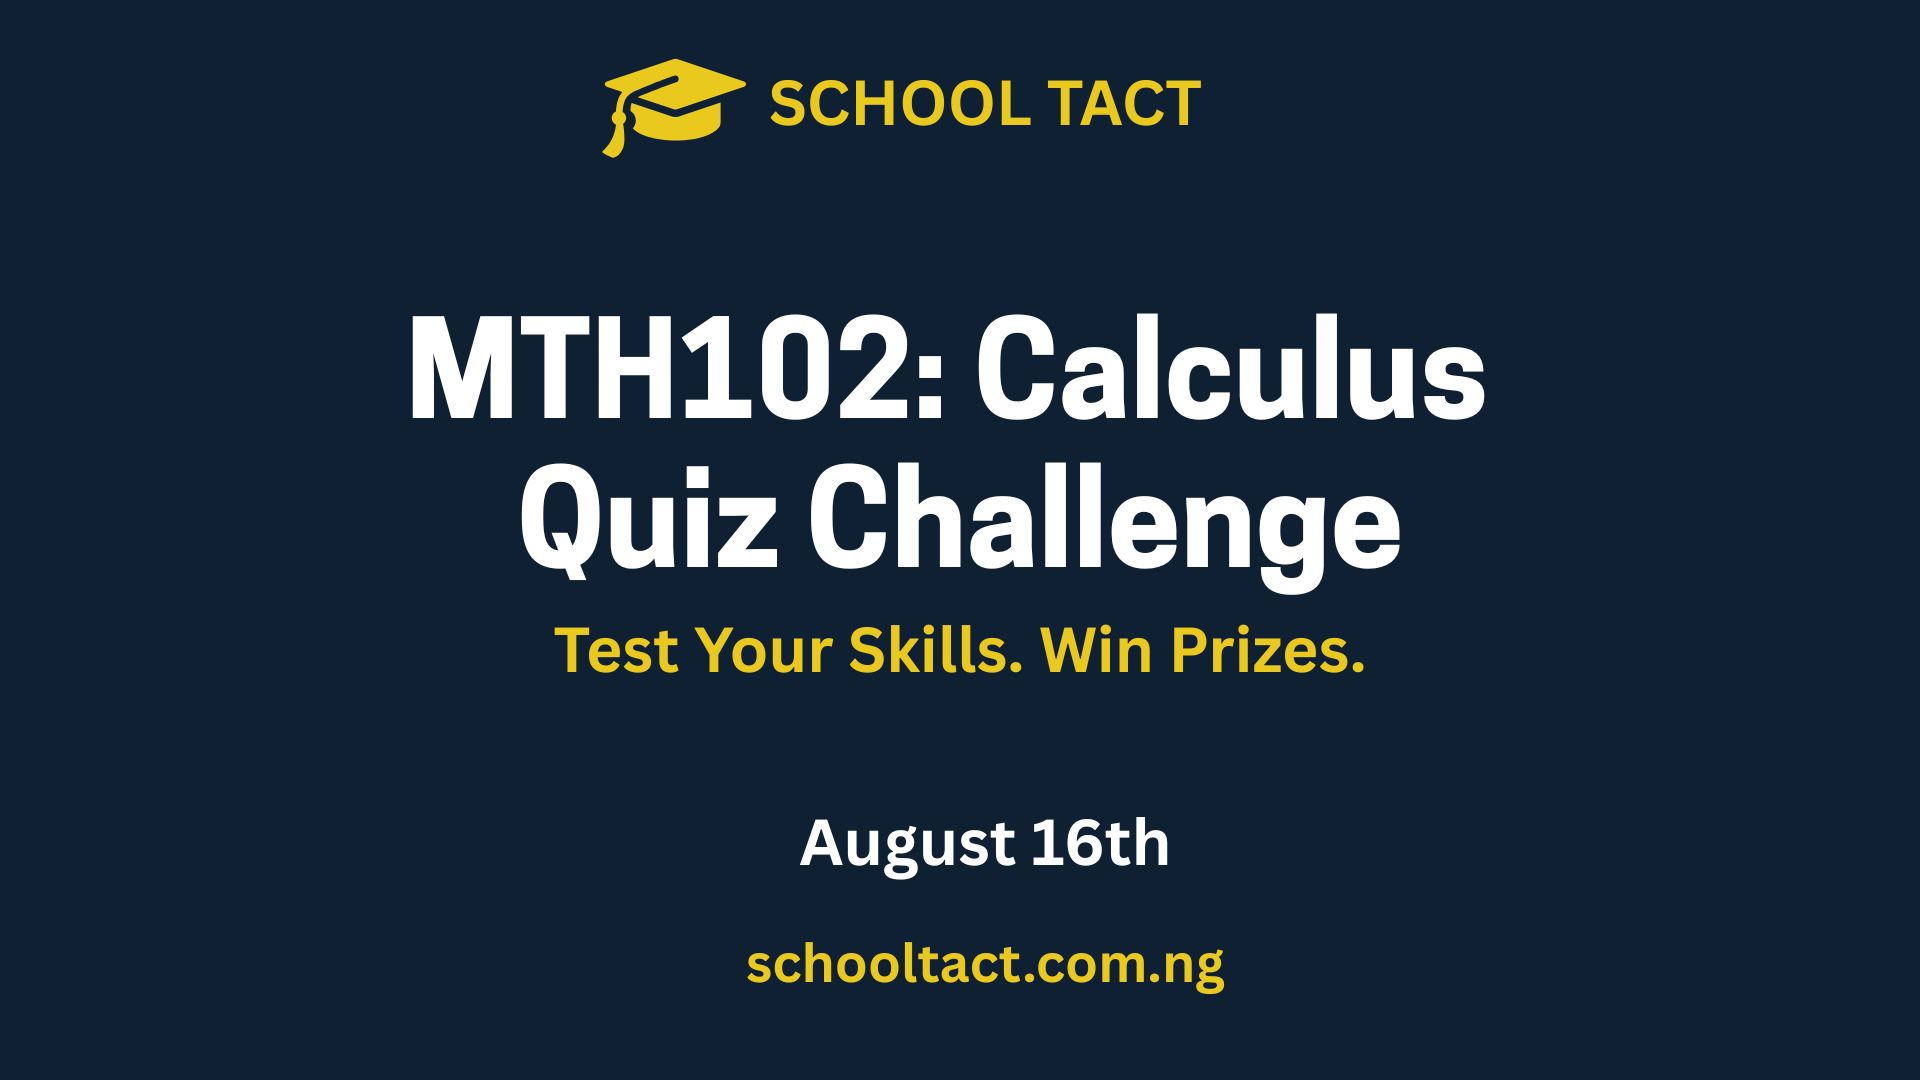 SCHOOL TACT
MTH102: Calculus
Quiz Challenge
Test Your Skills. Win Prizes.
August 16th
schooltact.com.ng